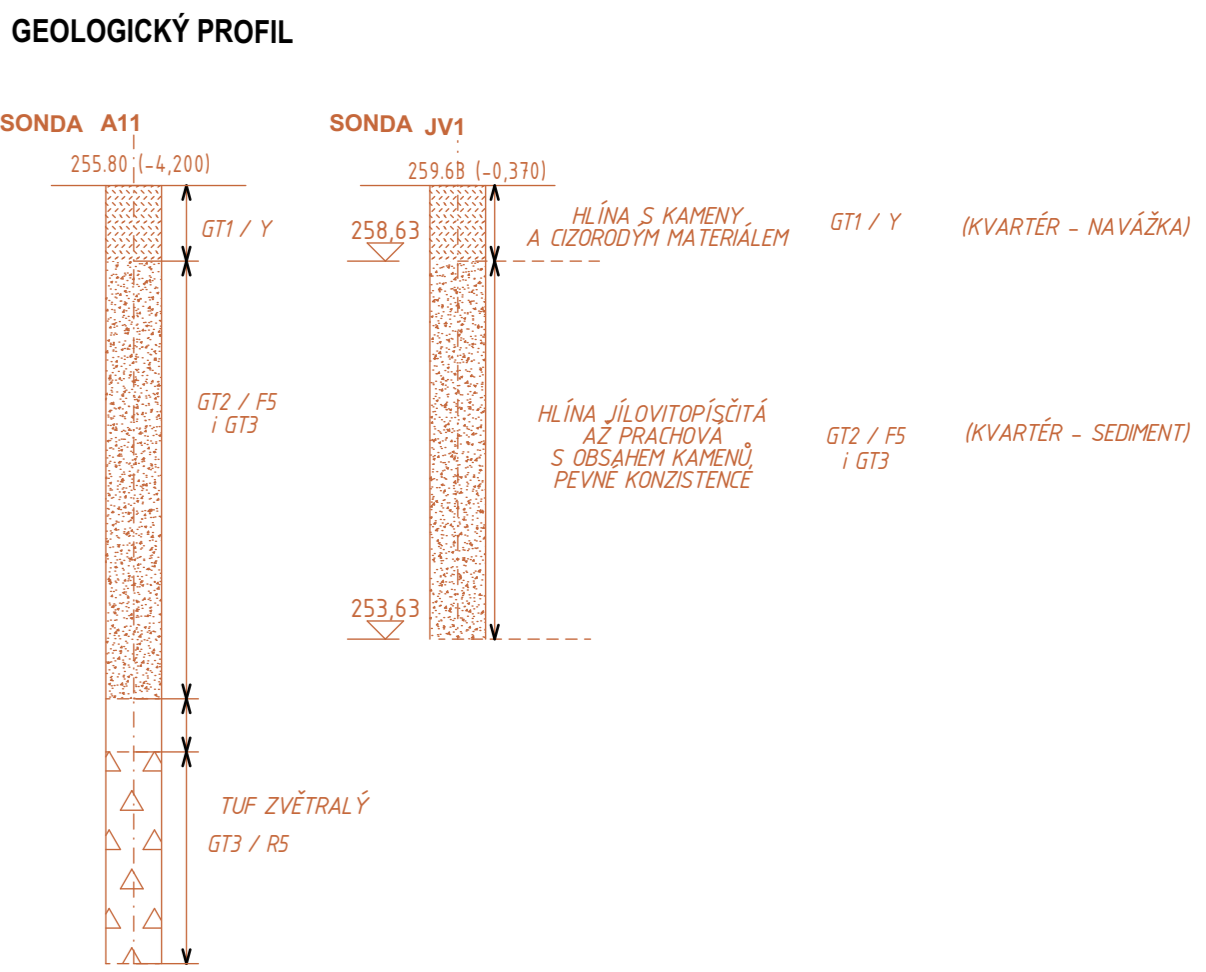 GEOLOGICKÝ PROFIL
SONDA A11
SONDA JV1
255.80 (-4,200)
259.6B (-0,370)
GT1 / Y
258,63
HLÍNA S KAMENY
A CIZORODÝM MATERIÁLEM
GT1 / Y
(KVARTÉR - NAVÁŽKA)
GT2 / F5
i GT3
HLÍNA JÍLOVITOPÍSČITÁ
AŽ PRACHOVÁ
S OBSAHEM KAMENŮ,
PEVNÉ KONZISTENCE
GT2 / F5
i GT3
(KVARTÉR - SEDIMENT)
253,63
TUF ZVĚTRALÝ
GT3 / R5